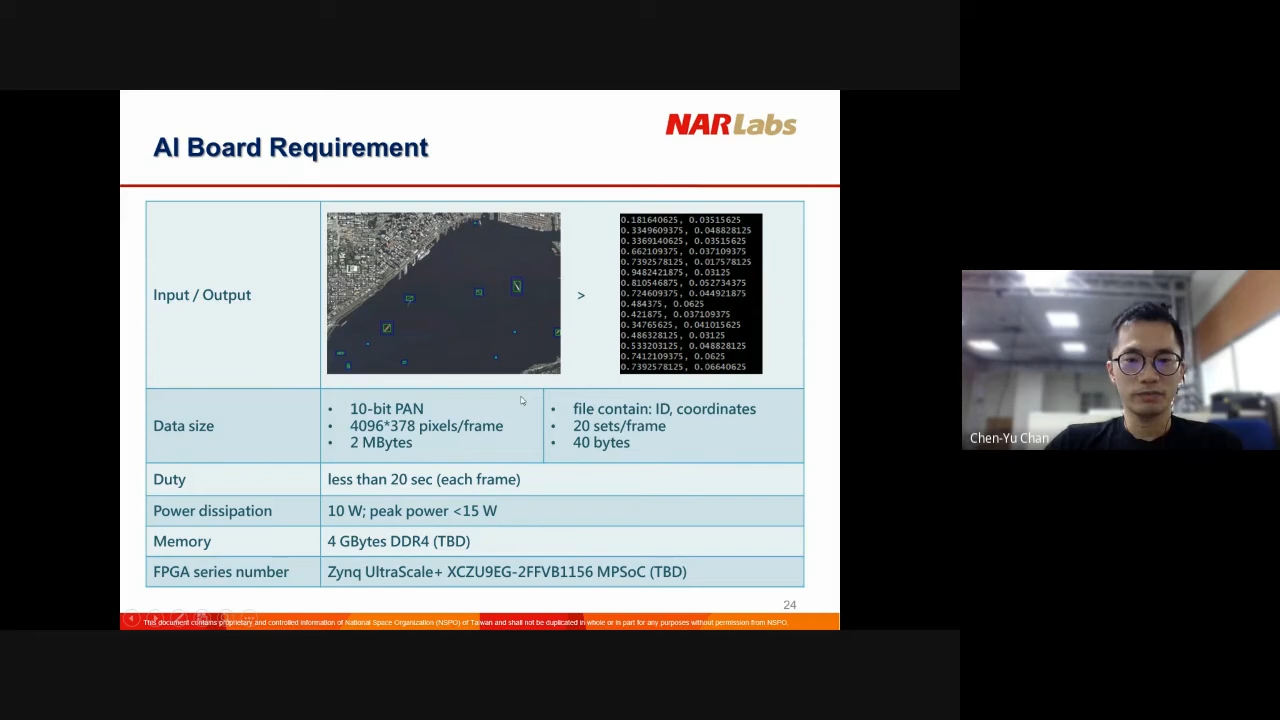 NARLabs
AI Board Requirement
Input / Output
>
0.181640625, 0.03515625
0.3349609375, 0.048828125
0.3369140625, 0.03515625
0.662109375, 0.037109375
0.7392578125, 0.017578125
0.9482421875, 0.03125
0.810546875, 0.052734375
0.724609375, 0.044921875
0.484375, 0.0625
0.421875, 0.037109375
0.34765625, 0.041015625
0.486328125, 0.03125
0.533203125, 0.048828125
0.7412109375, 0.0625
0.7392578125, 0.06640625
Data size
• 10-bit PAN
• 4096*378 pixels/frame
• 2 MBytes
• file contain: ID, coordinates
• 20 sets/frame
• 40 bytes
Duty
less than 20 sec (each frame)
Power dissipation
10 W; peak power <15 W
Memory
4 GBytes DDR4 (TBD)
FPGA series number
Zynq UltraScale+ XCZU9EG-2FFVB1156 MPSoC (TBD)
24
This document contains proprietary and controlled information of National Space Organization (NSPO) of Taiwan and shall not be duplicated in whole or in part for any purposes without permission from NSPO.
Chen-Yu Chan